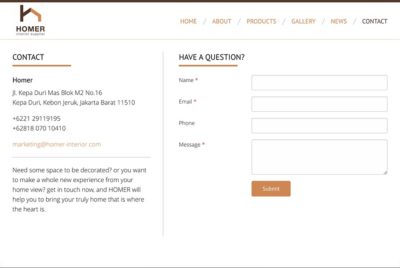 HOMER
interior supplier
HOME / ABOUT / PRODUCTS / GALLERY / NEWS / CONTACT
CONTACT
Homer
Jl. Kepa Duri Mas Blok M2 No.16
Kepa Duri, Kebon Jeruk, Jakarta Barat 11510
+6221 29119195
+62818 070 10410
marketing@homer-interior.com
Need some space to be decorated? or you want
to make a whole new experience from your
home view? get in touch now, and HOMER will
help you to bring your truly home that is where
the heart is.
HAVE A QUESTION?
Name *
Email *
Phone
Message *
Submit